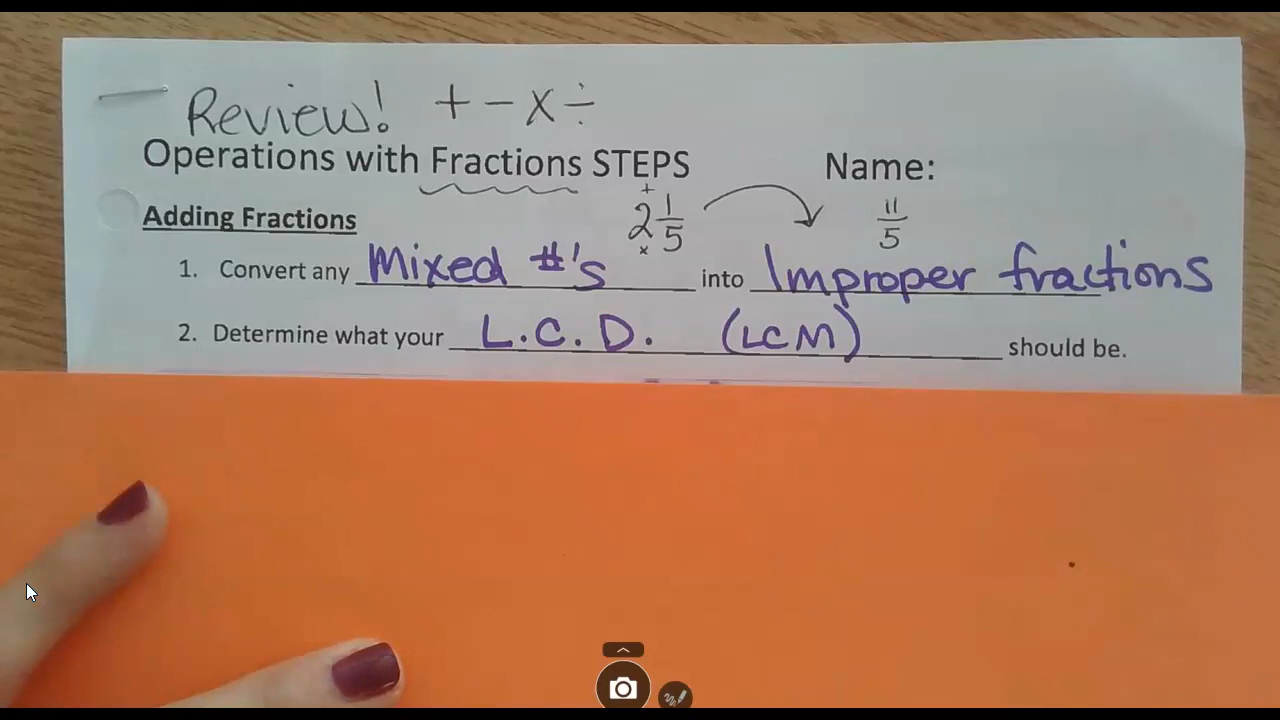 Review! + - x ÷
Operations with Fractions STEPS Name:
Adding Fractions + 2 1/5 x 11/5
1. Convert any Mixed #'s into Improper fractions
2. Determine what your L.C.D. (LCM) should be.